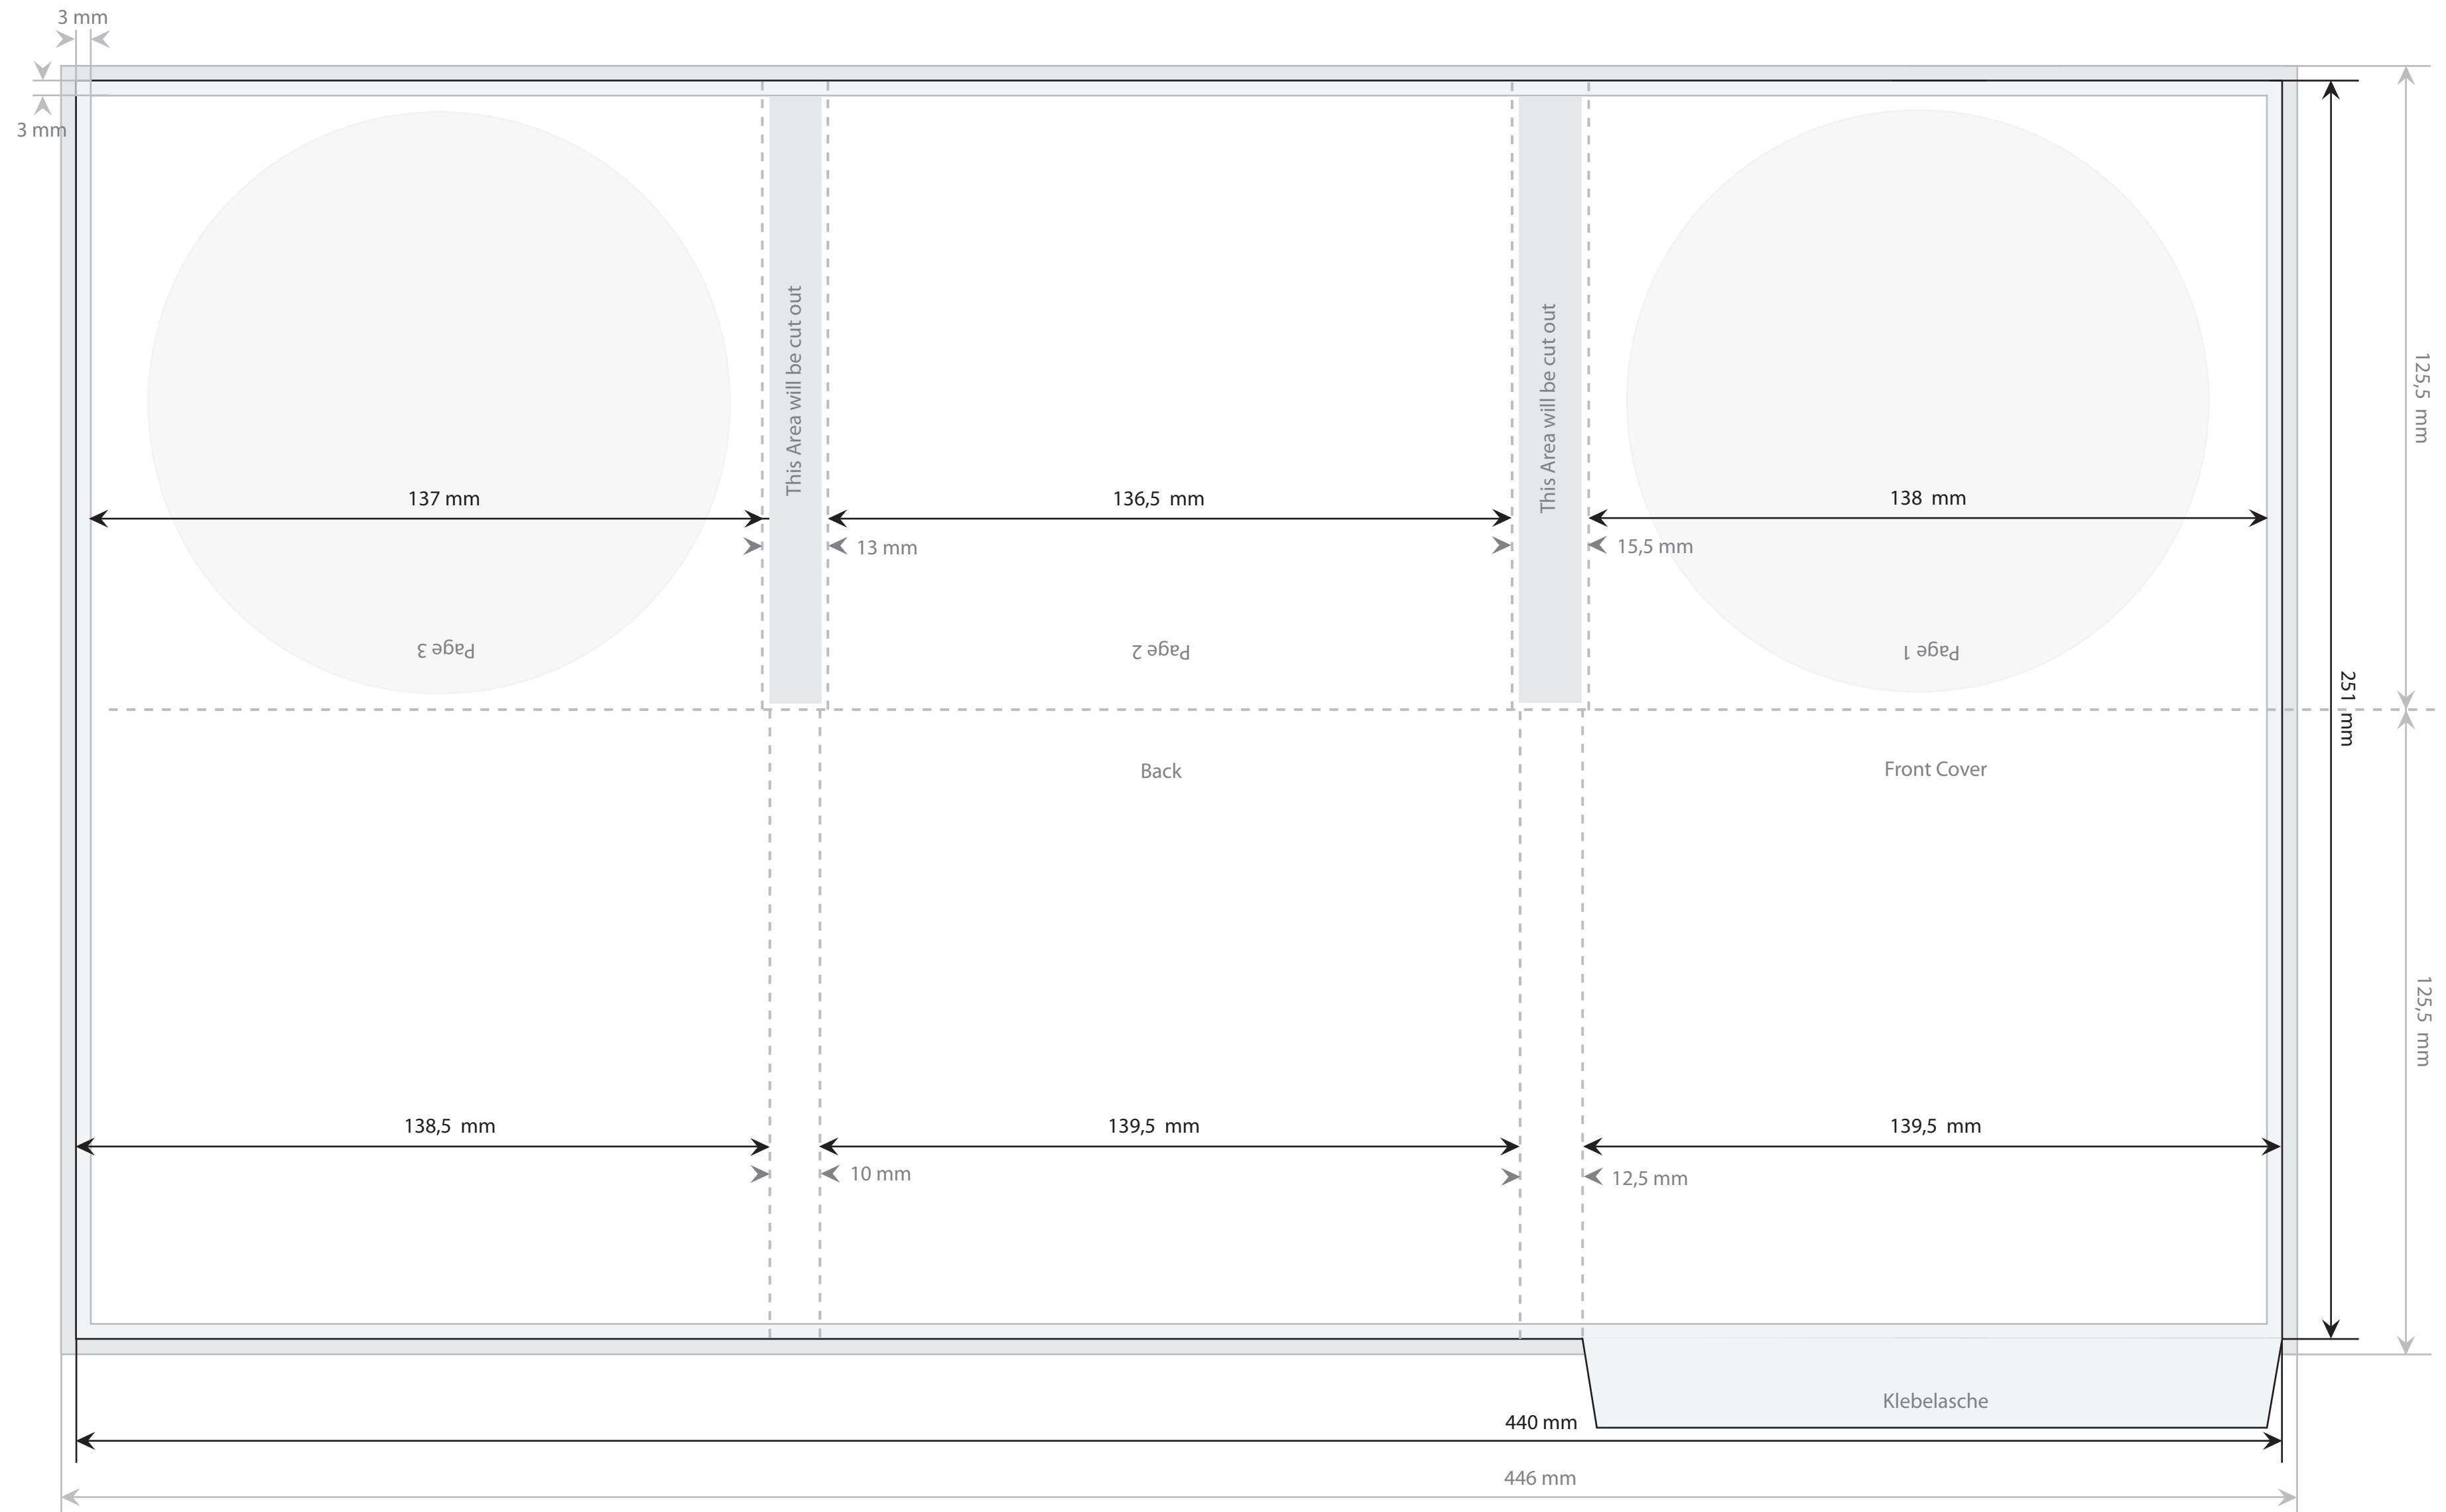 3 mm
3 mm
This Area will be cut out
This Area will be cut out
125,5 mm
137 mm
136,5 mm
138 mm
13 mm
15,5 mm
Page 3
Page 2
Page 1
251 mm
Back
Front Cover
125,5 mm
138,5 mm
139,5 mm
139,5 mm
10 mm
12,5 mm
Klebelasche
440 mm
446 mm